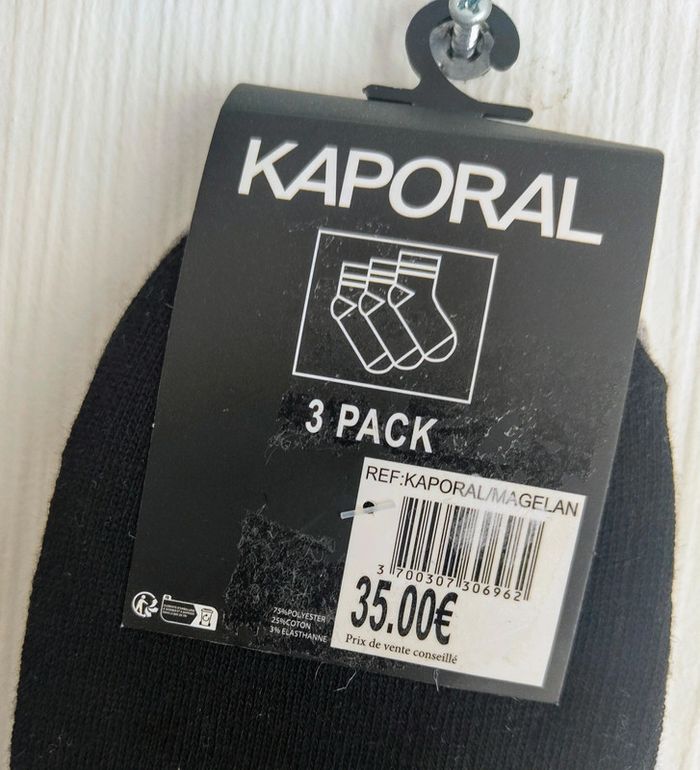 KAPORAL
3 PACK
REF:KAPORAL/MAGELAN
3 700307 306962
35.00€
Prix de vente conseillé
75%POLYESTER
25%COTON
3% ELASTHANNE